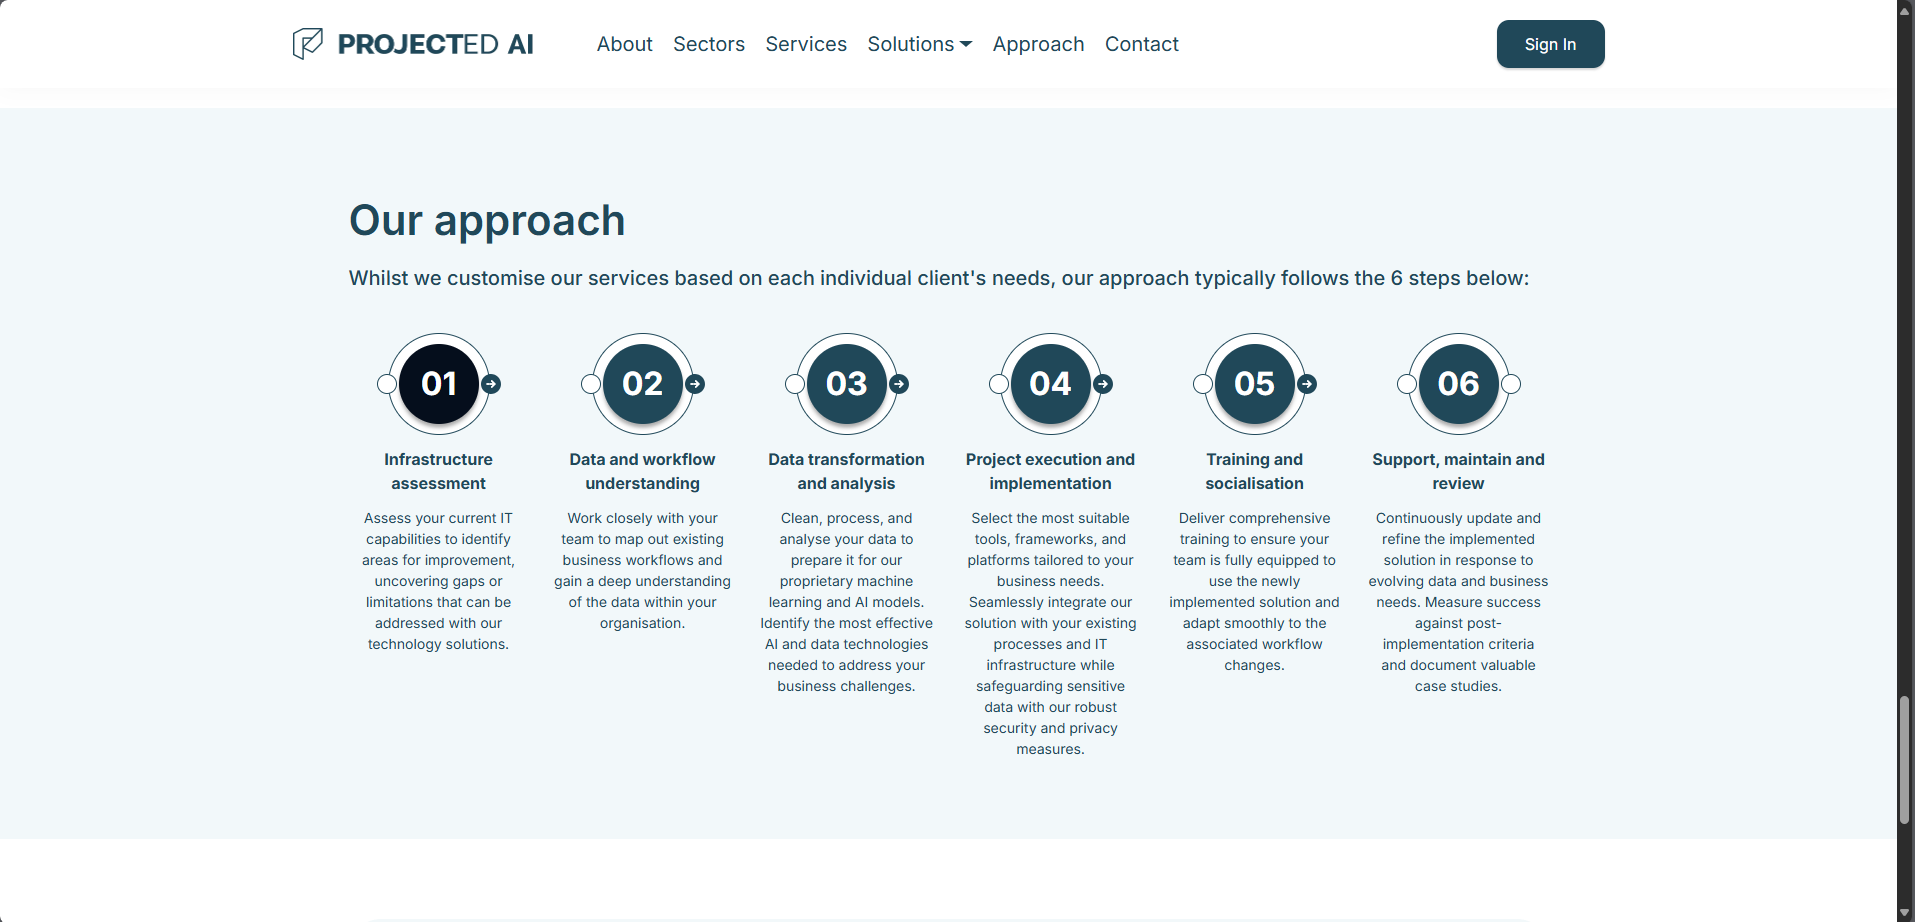 PROJECTED AI
About Sectors Services Solutions Approach Contact
Sign In
Our approach
Whilst we customise our services based on each individual client's needs, our approach typically follows the 6 steps below:
01
Infrastructure
assessment
Assess your current IT
capabilities to identify
areas for improvement,
uncovering gaps or
limitations that can be
addressed with our
technology solutions.
02
Data and workflow
understanding
Work closely with your
team to map out existing
business workflows and
gain a deep understanding
of the data within your
organisation.
03
Data transformation
and analysis
Clean, process, and
analyse your data to
prepare it for our
proprietary machine
learning and AI models.
Identify the most effective
AI and data technologies
needed to address your
business challenges.
04
Project execution and
implementation
Select the most suitable
tools, frameworks, and
platforms tailored to your
business needs.
Seamlessly integrate our
solution with your existing
processes and IT
infrastructure while
safeguarding sensitive
data with our robust
security and privacy
measures.
05
Training and
socialisation
Deliver comprehensive
training to ensure your
team is fully equipped to
use the newly
implemented solution and
adapt smoothly to the
associated workflow
changes.
06
Support, maintain and
review
Continuously update and
refine the implemented
solution in response to
evolving data and business
needs. Measure success
against post-
implementation criteria
and document valuable
case studies.